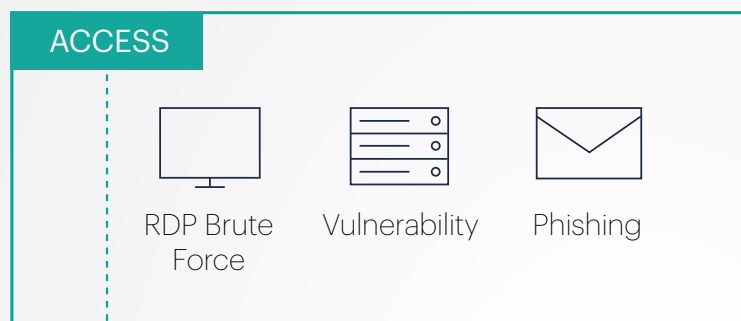 ACCESS
RDP Brute
Force
Vulnerability
Phishing